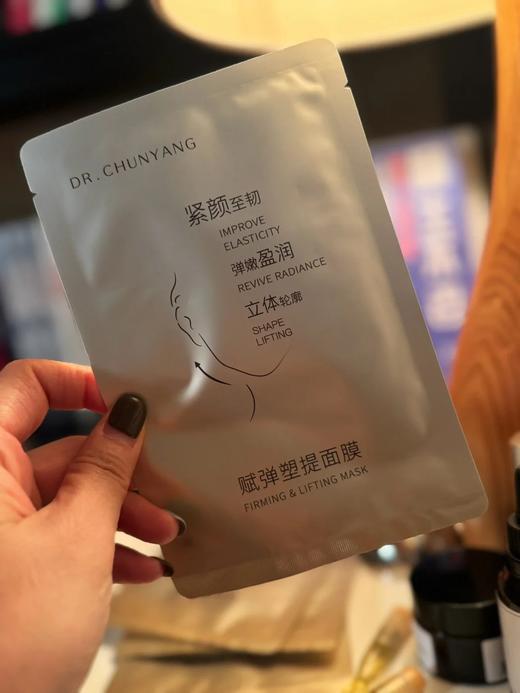 DR.CHUNYANG
紧颜至韧
IMPROVE
ELASTICITY
弹嫩盈润
REVIVE RADIANCE
立体轮廓
SHAPE
LIFTING
赋弹塑提面膜
FIRMING & LIFTING MASK